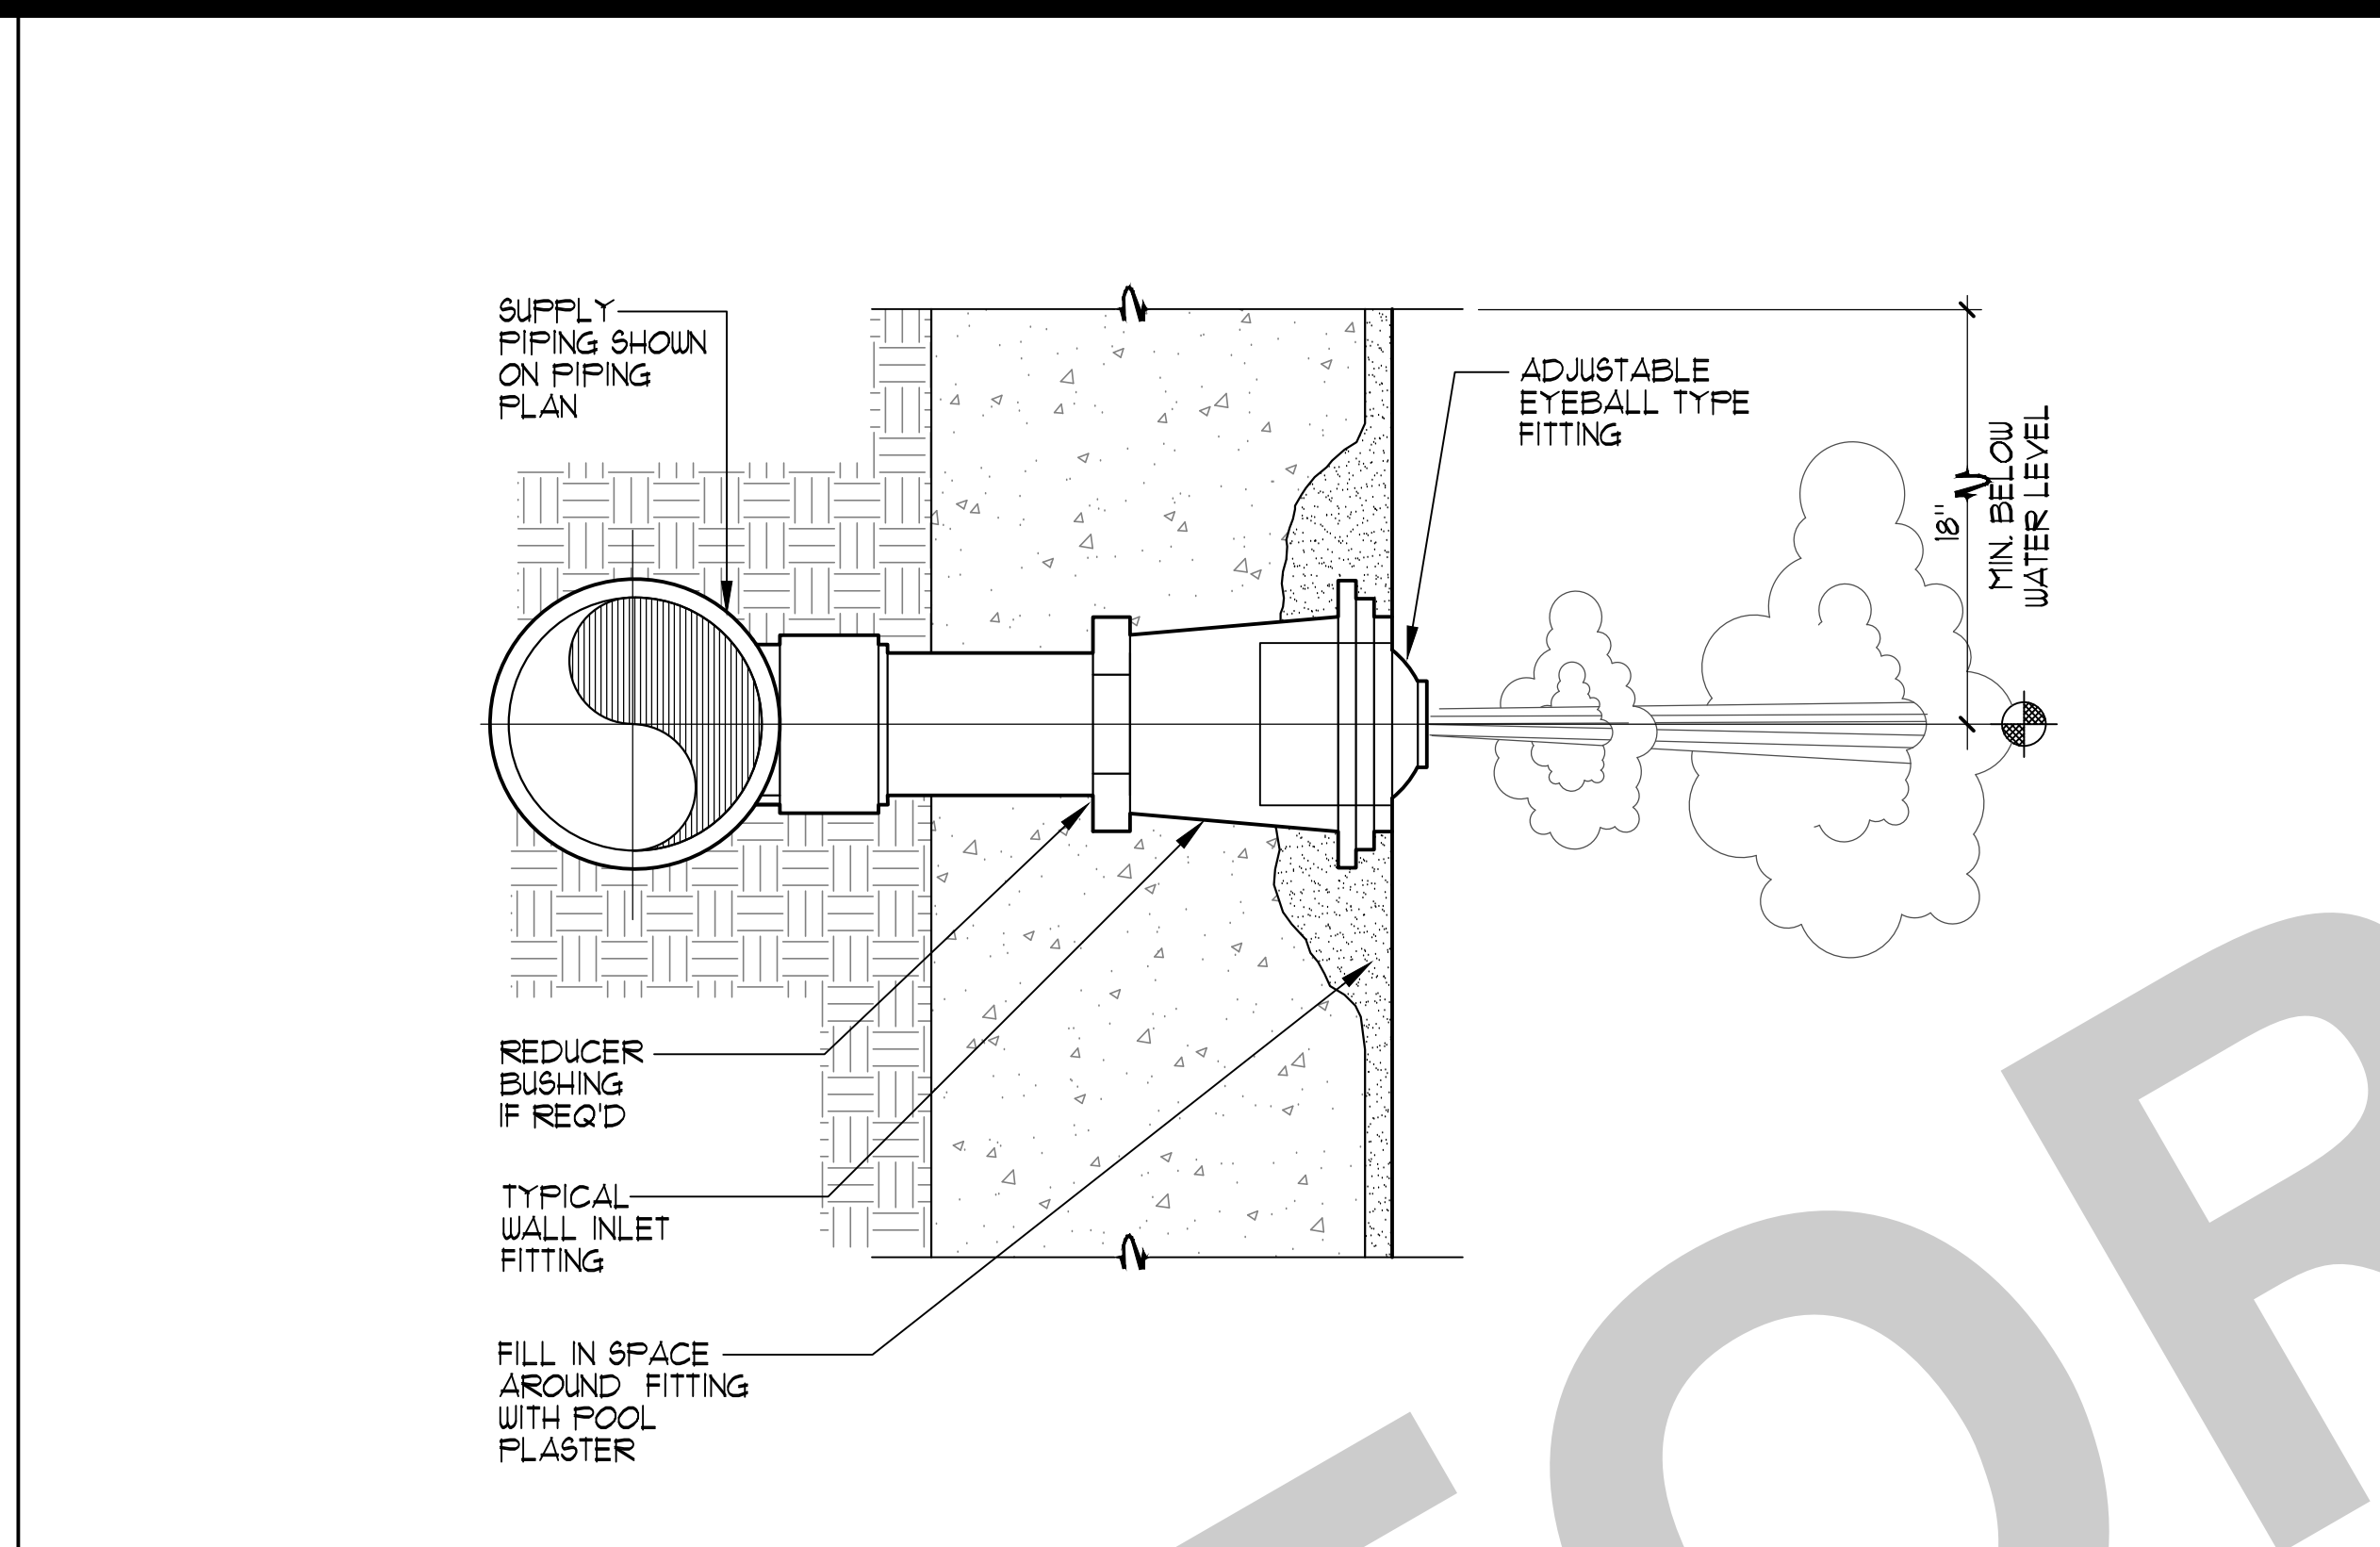 SUPPLY
PIPING SHOWN
ON PIPING
PLAN
ADJUSTABLE
EYEBALL TYPE
FITTING
18"
MIN. BELOW
WATER LEVEL
REDUCER
BUSHING
IF REQ'D
TYPICAL
WALL INLET
FITTING
FILL IN SPACE
AROUND FITTING
WITH POOL
PLASTER